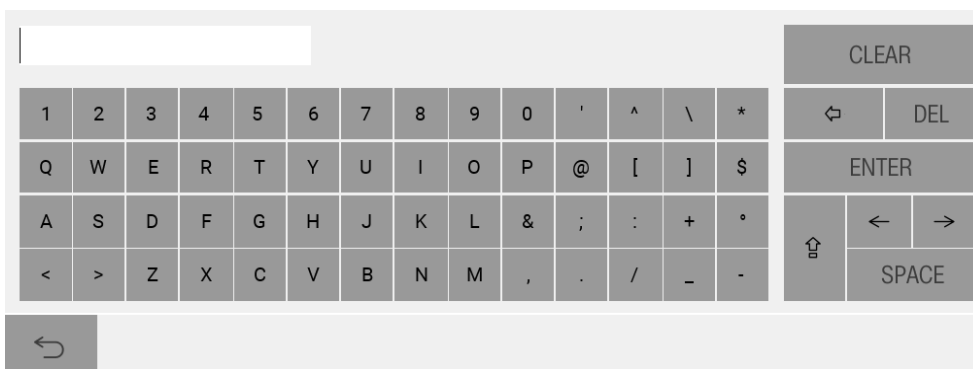 CLEAR
1 2 3 4 5 6 7 8 9 0 ' ^ \ * ⇦ DEL
Q W E R T Y U I O P @ [ ] $ ENTER
A S D F G H J K L & ; : + ° ← →
< > Z X C V B N M , . / _ - SPACE